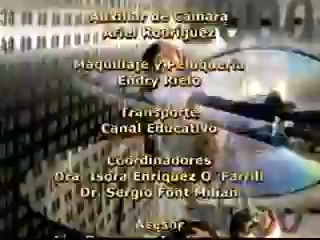 Auxiliar de Cámara
Ariel Rodríguez
Maquillaje y Peluquería
Endry Rielo
Transporte
Canal Educativo
Coordinadores
Dra. Isora Enríquez O´Farrill
Dr. Sergio Font Milián
Asesor